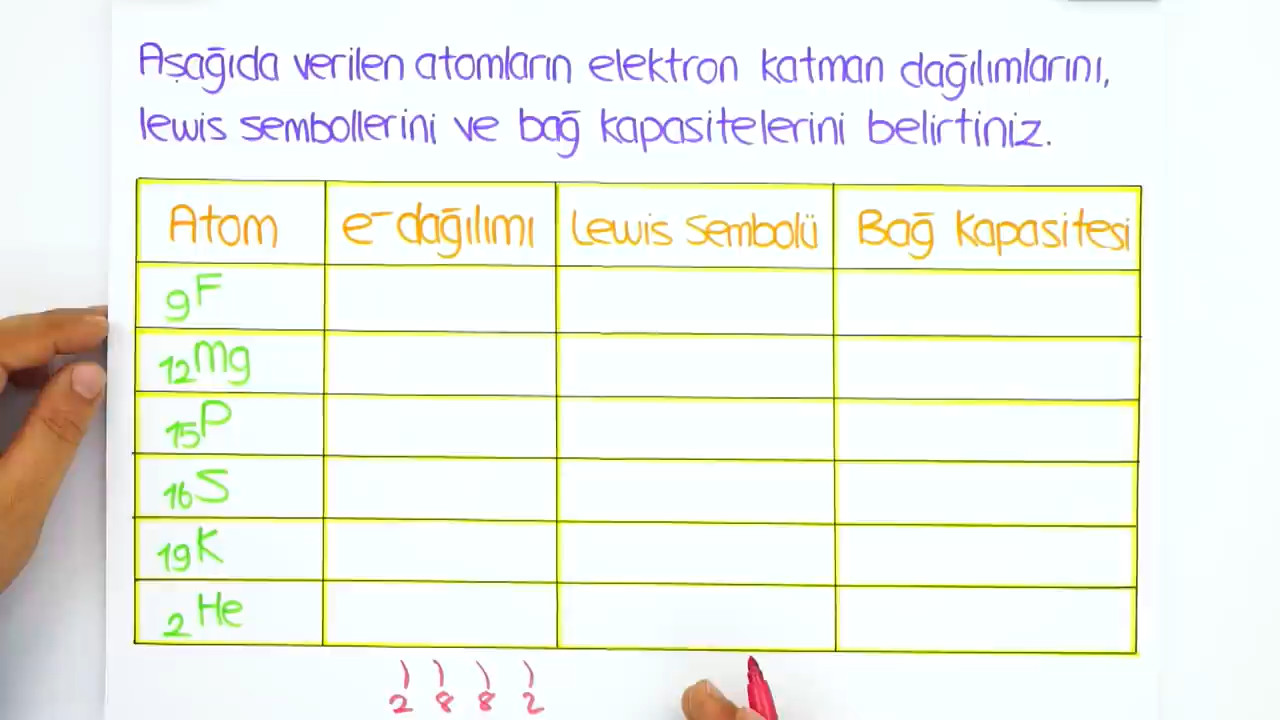 Aşağıda verilen atomların elektron katman dağılımlarını,
lewis sembollerini ve bağ kapasitelerini belirtiniz.
Atom e⁻ dağılımı Lewis Sembolü Bağ Kapasitesi
₉F
₁₂Mg
₁₅P
₁₆S
₁₉K
₂He
) ) ) )
2 8 8 2